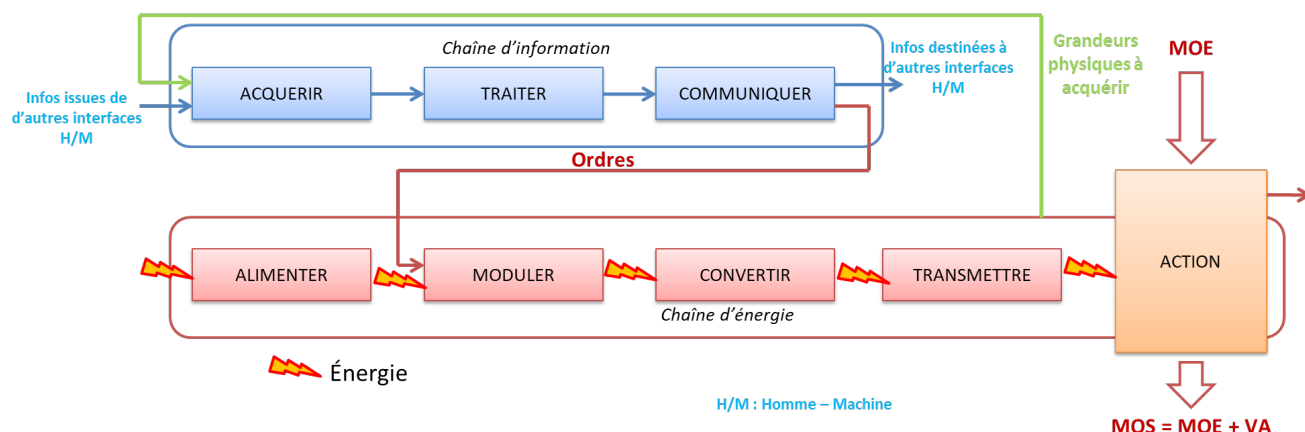 Chaîne d'information
Infos issues de
d'autres interfaces
H/M
ACQUERIR
TRAITER
COMMUNIQUER
Infos destinées à
d'autres interfaces
H/M
Grandeurs
physiques à
acquérir
MOE
Ordres
ALIMENTER
MODULER
CONVERTIR
TRANSMETTRE
ACTION
Chaîne d'énergie
Énergie
H/M : Homme – Machine
MOS = MOE + VA